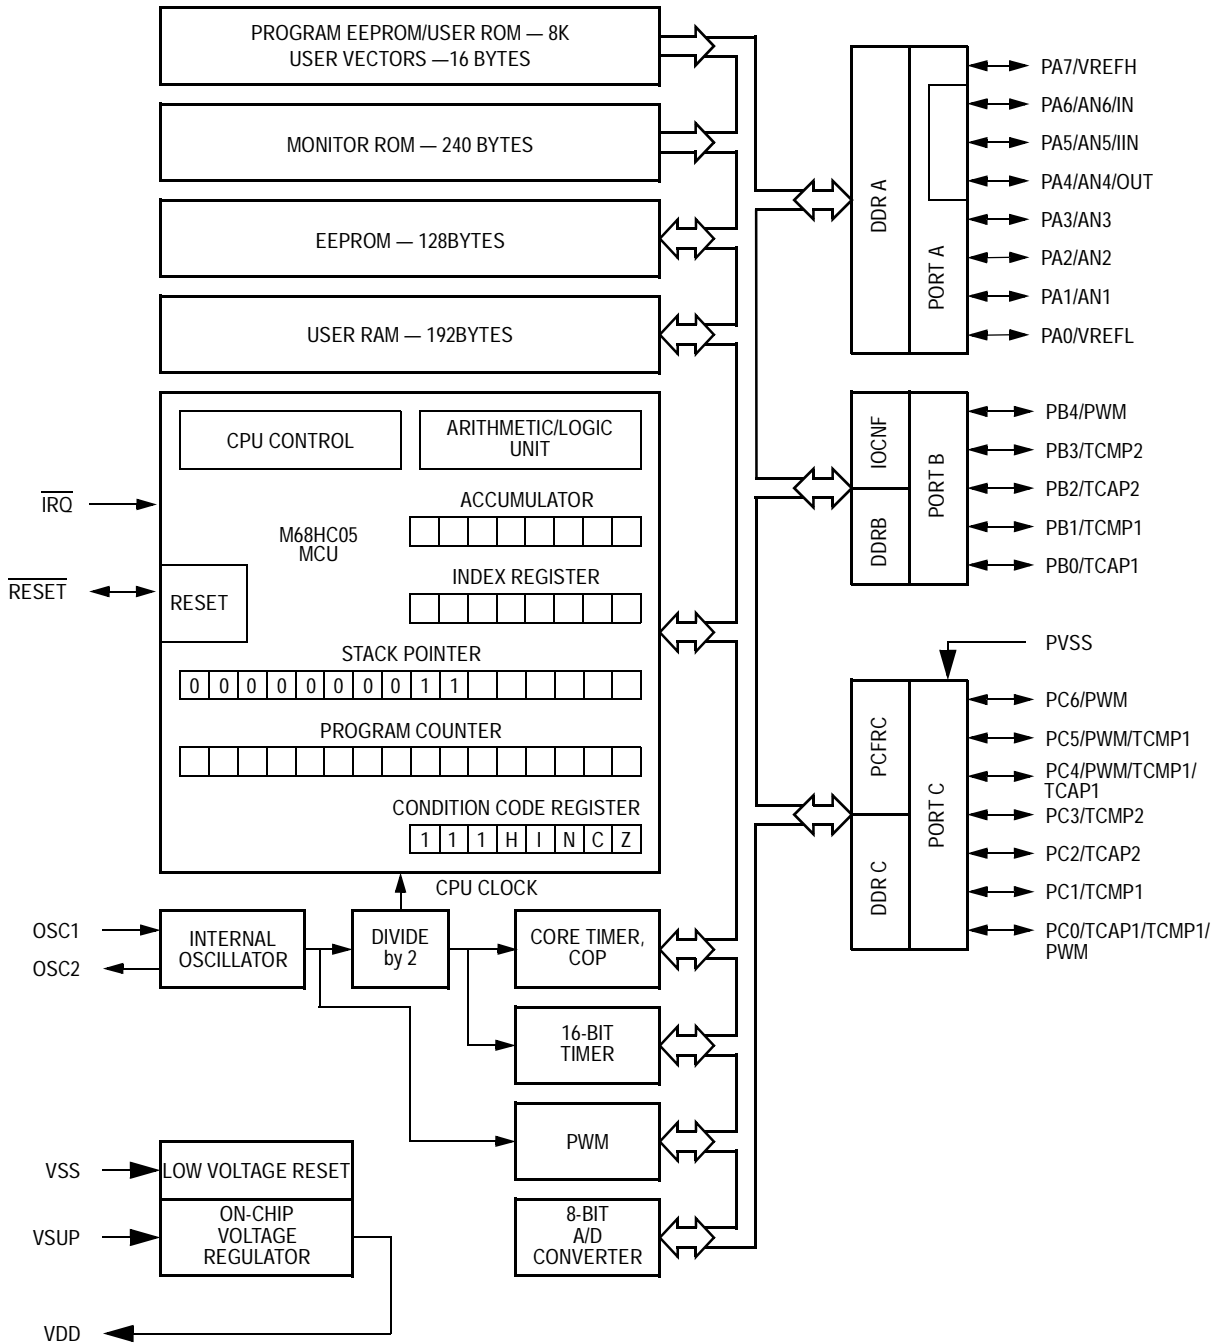 PROGRAM EEPROM/USER ROM — 8K
USER VECTORS —16 BYTES
MONITOR ROM — 240 BYTES
EEPROM — 128BYTES
USER RAM — 192BYTES
CPU CONTROL
ARITHMETIC/LOGIC
UNIT
ACCUMULATOR
M68HC05
MCU
INDEX REGISTER
IRQ
RESET
RESET
STACK POINTER
0 0 0 0 0 0 0 0 1 1
PROGRAM COUNTER
CONDITION CODE REGISTER
1 1 1 H I N C Z
CPU CLOCK
OSC1
OSC2
INTERNAL
OSCILLATOR
DIVIDE
by 2
CORE TIMER,
COP
16-BIT
TIMER
PWM
8-BIT
A/D
CONVERTER
VSS
LOW VOLTAGE RESET
VSUP
ON-CHIP
VOLTAGE
REGULATOR
VDD
DDR A
PORT A
PA7/VREFH
PA6/AN6/IN
PA5/AN5/IIN
PA4/AN4/OUT
PA3/AN3
PA2/AN2
PA1/AN1
PA0/VREFL
IOCNF
DDRB
PORT B
PB4/PWM
PB3/TCMP2
PB2/TCAP2
PB1/TCMP1
PB0/TCAP1
PVSS
PCFRC
DDR C
PORT C
PC6/PWM
PC5/PWM/TCMP1
PC4/PWM/TCMP1/
TCAP1
PC3/TCMP2
PC2/TCAP2
PC1/TCMP1
PC0/TCAP1/TCMP1/
PWM